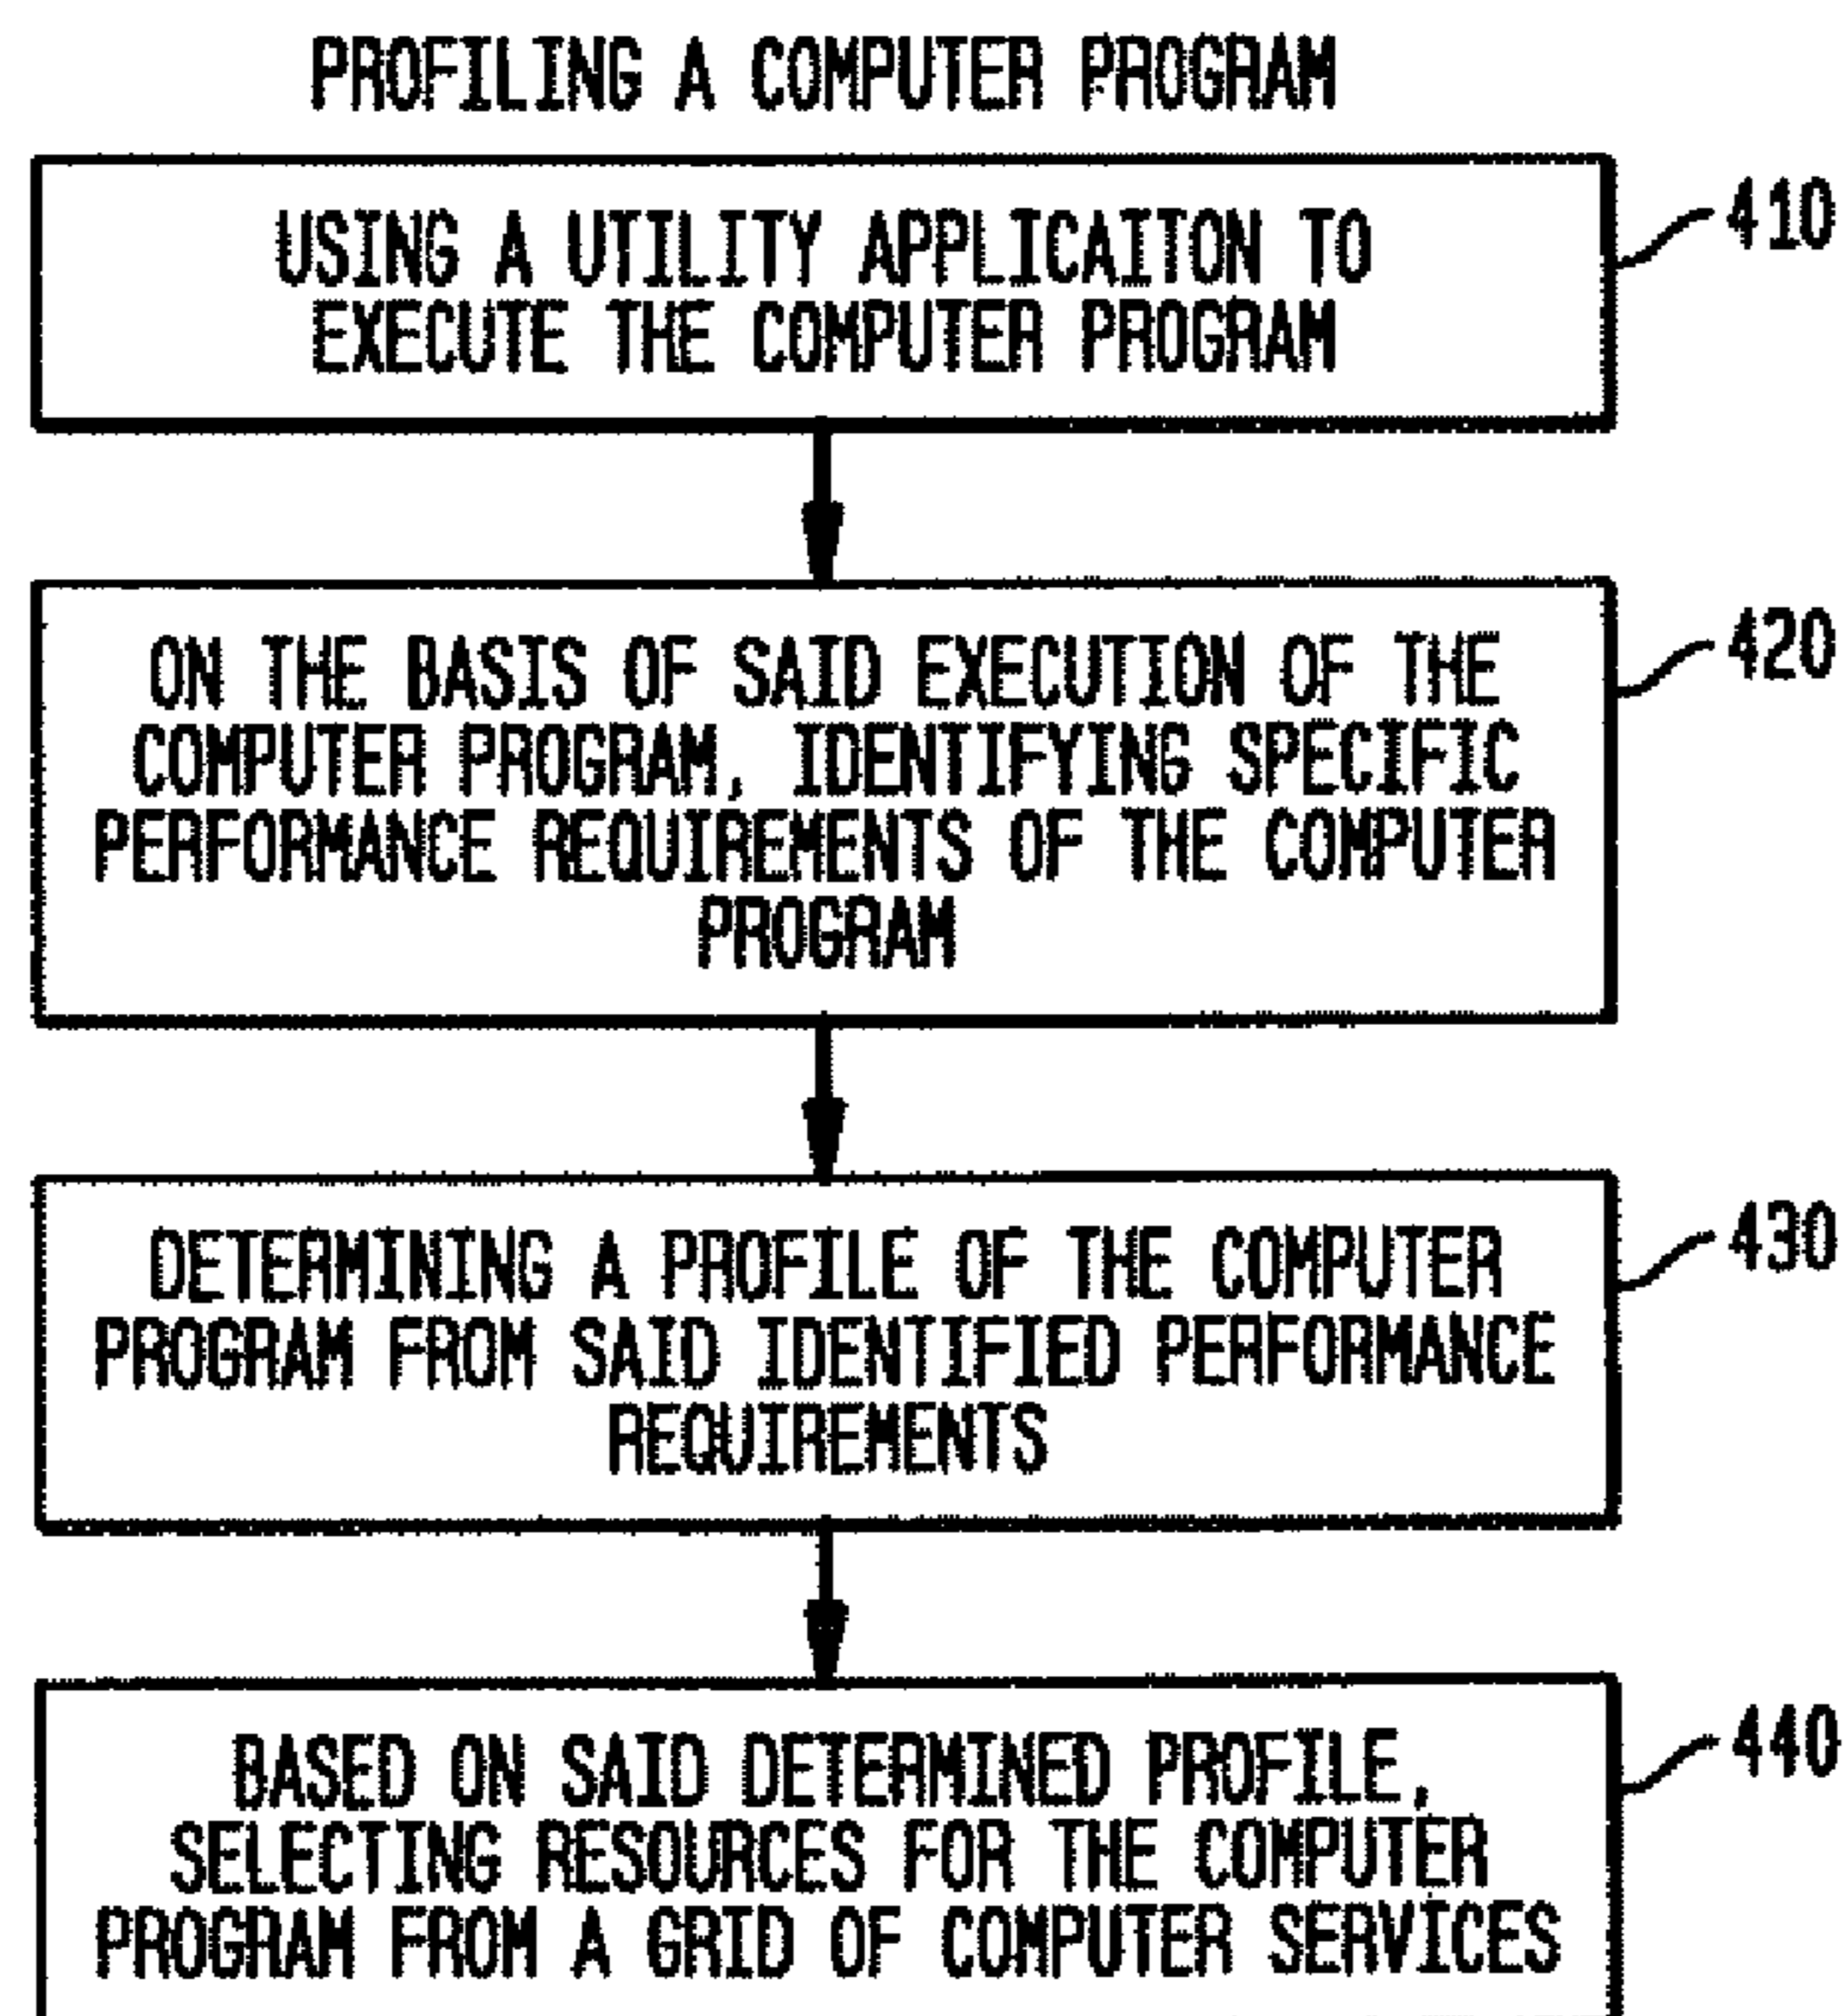 PROFILING A COMPUTER PROGRAM
USING A UTILITY APPLICAITON TO
EXECUTE THE COMPUTER PROGRAM
410
ON THE BASIS OF SAID EXECUTION OF THE
COMPUTER PROGRAM, IDENTIFYING SPECIFIC
PERFORMANCE REQUIREMENTS OF THE COMPUTER
PROGRAM
420
DETERMINING A PROFILE OF THE COMPUTER
PROGRAM FROM SAID IDENTIFIED PERFORMANCE
REQUIREMENTS
430
BASED ON SAID DETERMINED PROFILE,
SELECTING RESOURCES FOR THE COMPUTER
PROGRAM FROM A GRID OF COMPUTER SERVICES
440